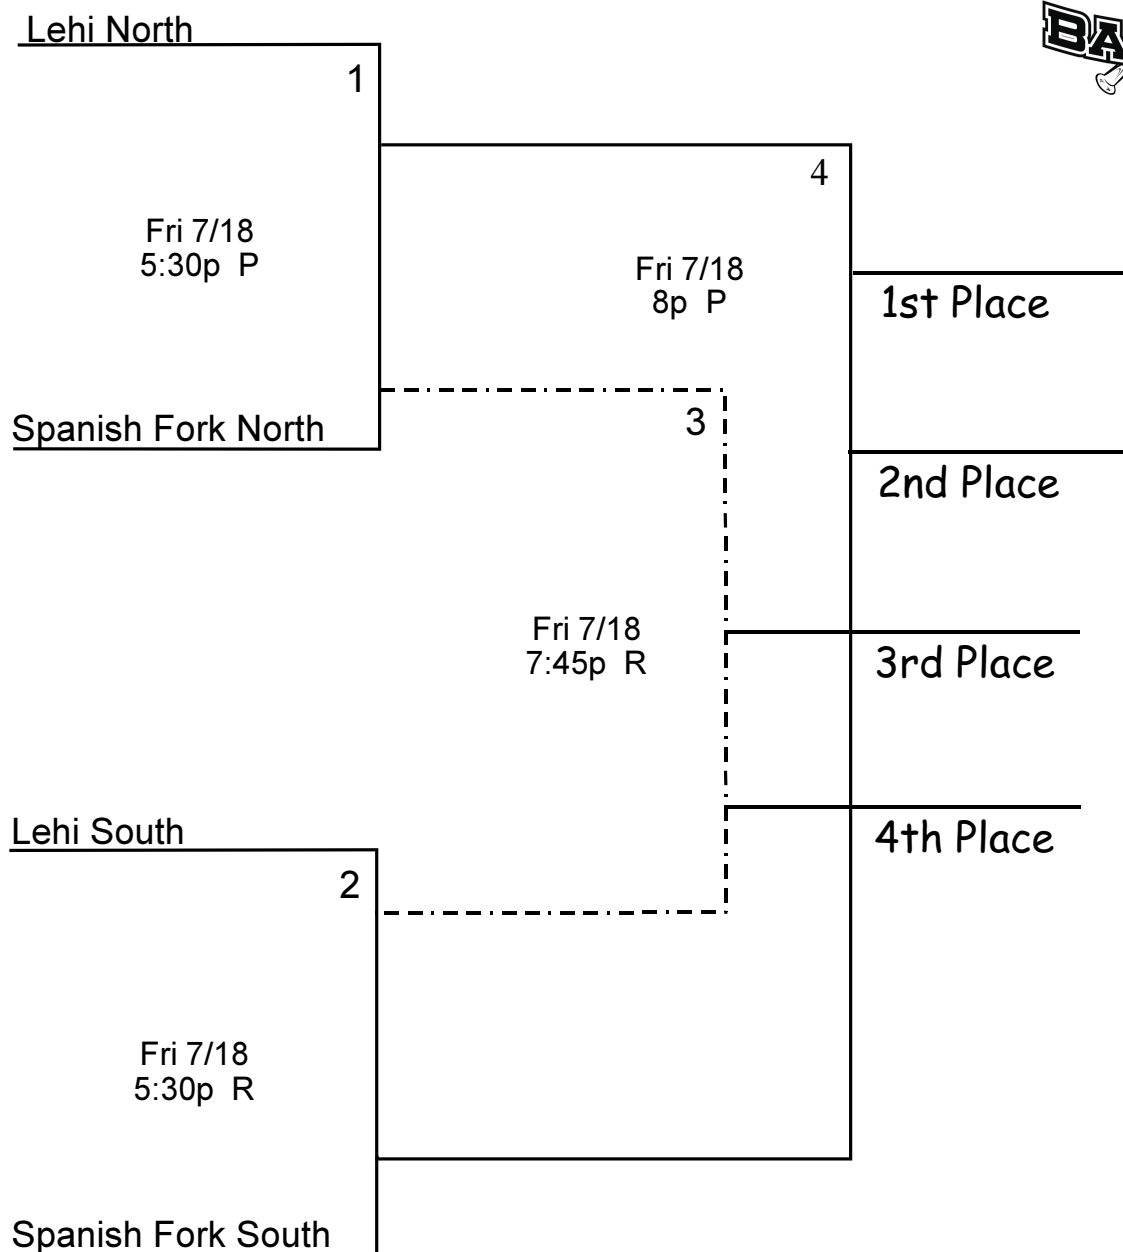 Lehi North
BA
1
4
Fri 7/18
5:30p P
Fri 7/18
8p P
1st Place
3
Spanish Fork North
2nd Place
Fri 7/18
7:45p R
3rd Place
Lehi South
4th Place
2
Fri 7/18
5:30p R
Spanish Fork South